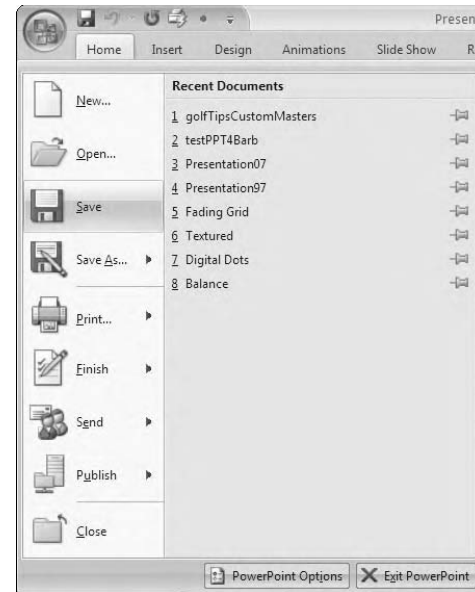 Presen
Home Insert Design Animations Slide Show R
New...
Open...
Save
Save As...
Print...
Finish
Send
Publish
Close
Recent Documents
1 golfTipsCustomMasters
2 testPPT4Barb
3 Presentation07
4 Presentation97
5 Fading Grid
6 Textured
7 Digital Dots
8 Balance
PowerPoint Options Exit PowerPoint